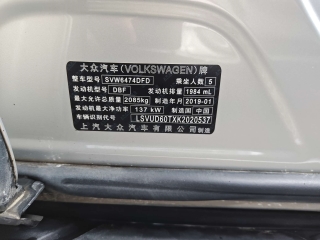 大众汽车(VOLKSWAGEN)牌
整车型号 SVW6474DFD 乘坐人数 5
发动机型号 DBF 发动机排量 1984 mL
最大允许总质量 2085kg 制造年月 2019-01
发动机最大净功率 137 kW 制造国 中国
车辆识别代号 LSVUD60TXK2020537
上汽大众汽车有限公司 制造